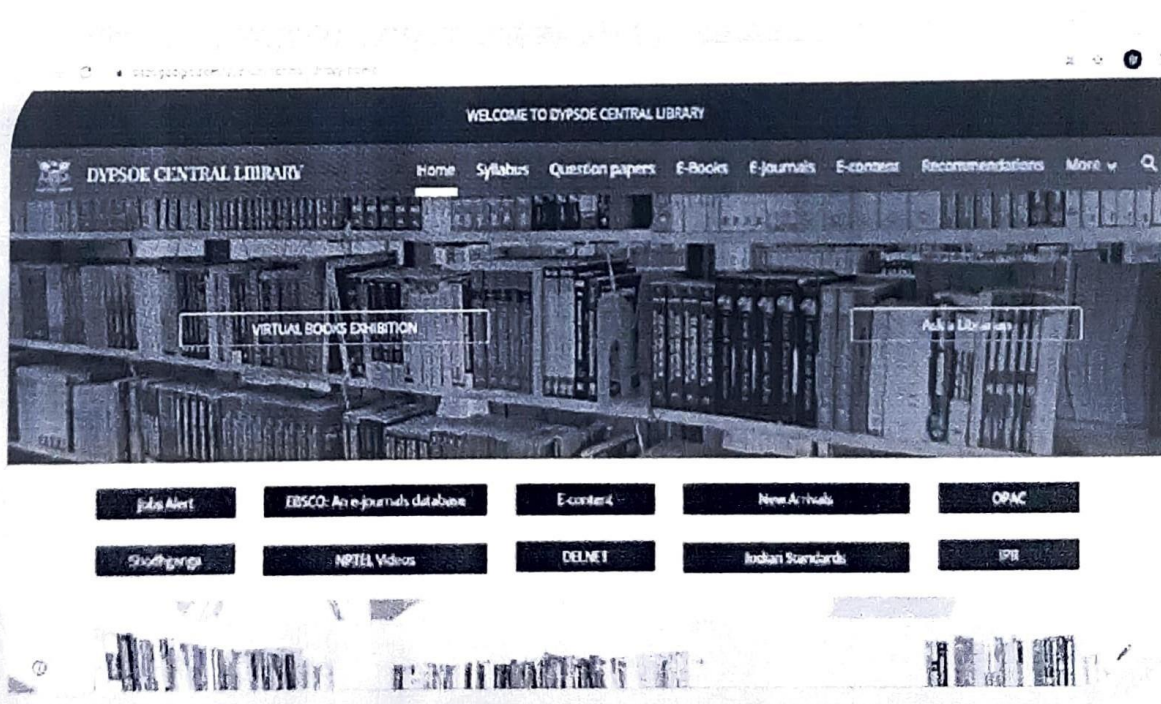 WELCOME TO DYPSOE CENTRAL LIBRARY
DYPSOE CENTRAL LIBRARY Home Syllabus Question papers E-Books E-Journals E-content Recommendations More
VIRTUAL BOOKS EXHIBITION Ask a Librarian
Jobs Alert EBSCO: An e-journals database E-content New Arrivals OPAC
Shodhganga NPTEL Videos DELNET Indian Standards IPR